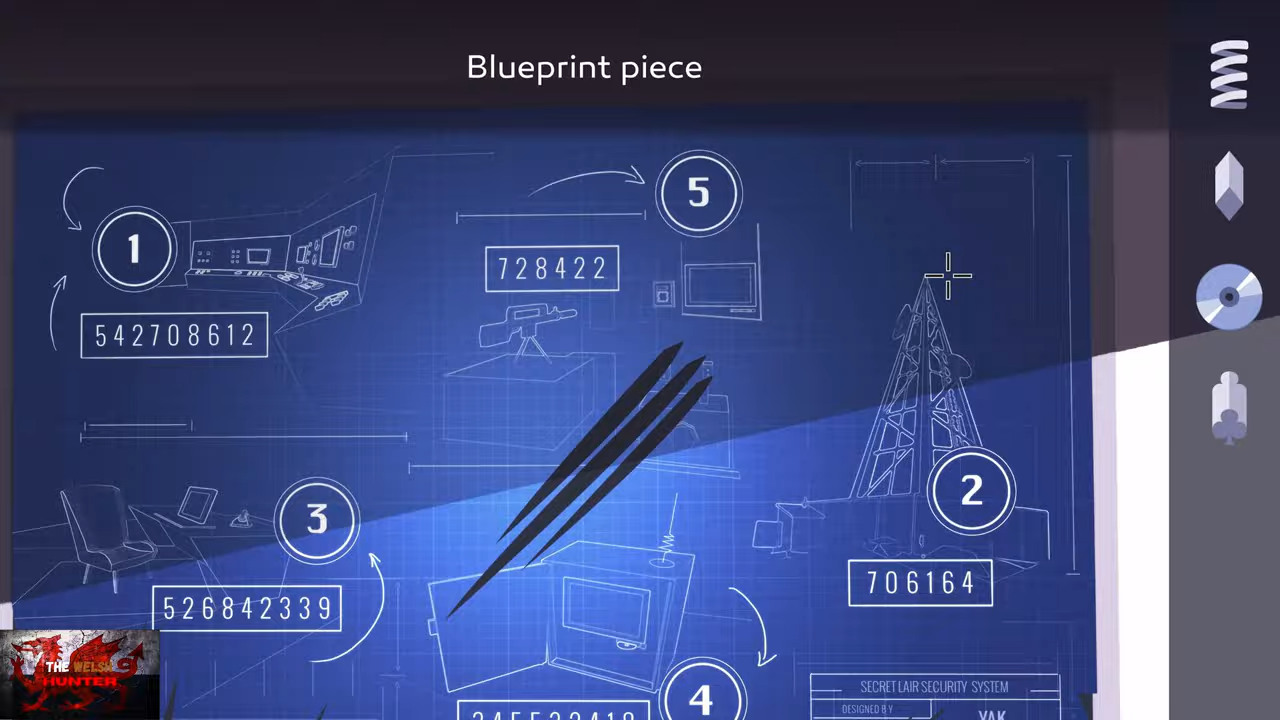 Blueprint piece
1
542708612
5
728422
2
706164
3
526842339
4
SECRET LAIR SECURITY SYSTEM
DESIGNED BY
YAK
THE WELSH
HUNTER